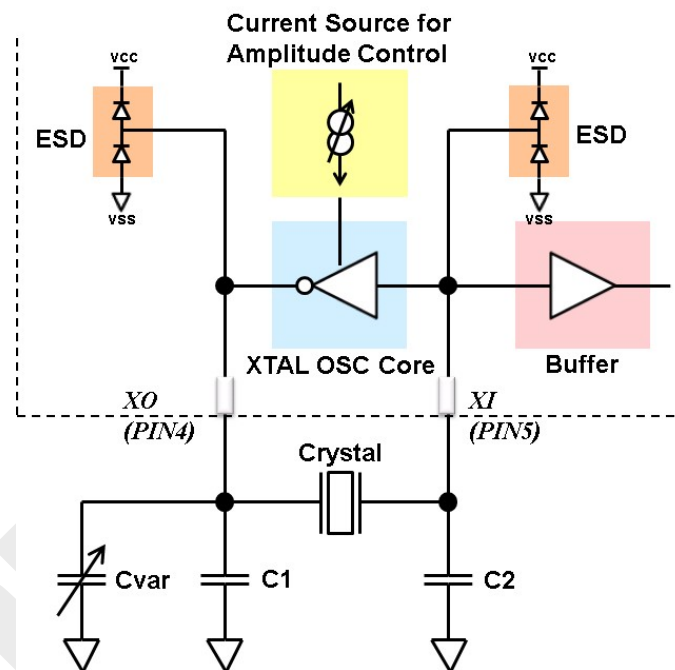 Current Source for
Amplitude Control
vcc
vcc
ESD
ESD
vss
vss
XTAL OSC Core
Buffer
XO
(PIN4)
XI
(PIN5)
Crystal
Cvar
C1
C2